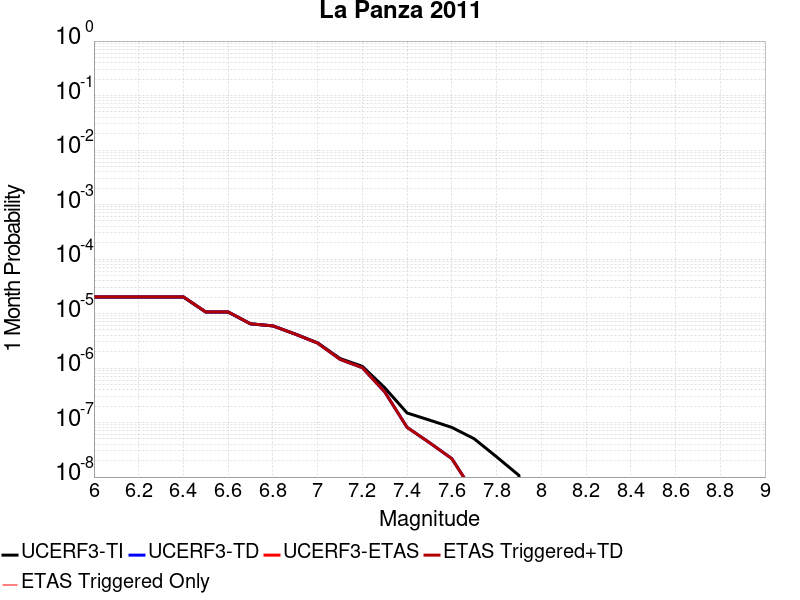 La Panza 2011
10^0
10^-1
10^-2
10^-3
10^-4
10^-5
10^-6
10^-7
10^-8
1 Month Probability
6 6.2 6.4 6.6 6.8 7 7.2 7.4 7.6 7.8 8 8.2 8.4 8.6 8.8 9
Magnitude
UCERF3-TI UCERF3-TD UCERF3-ETAS ETAS Triggered+TD
ETAS Triggered Only